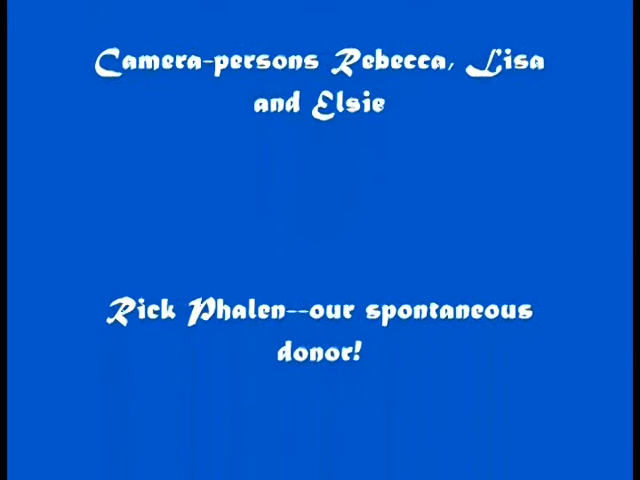 Camera-persons Rebecca, Lisa
and Elsie
Rick Phalen--our spontaneous
donor!